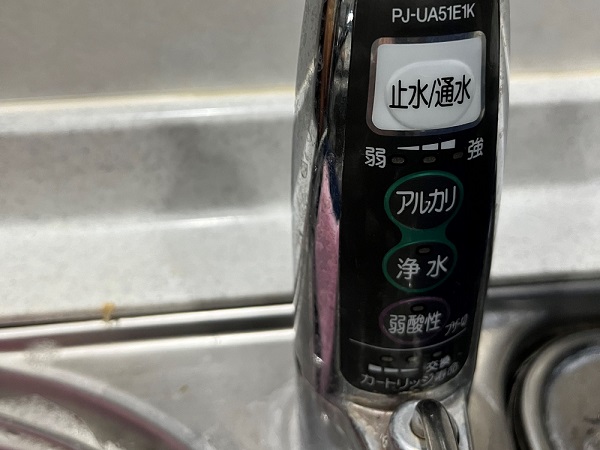 PJ-UA51E1K
止水/通水
弱 強
アルカリ
浄水
弱酸性
交換
カートリッジ